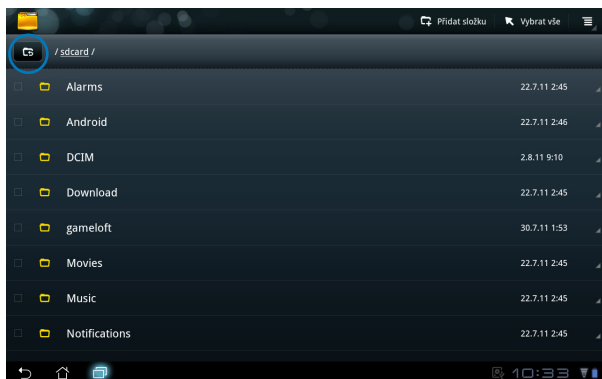 Přidat složku Vybrat vše
/ sdcard /
Alarms 22.7.11 2:45
Android 22.7.11 2:46
DCIM 2.8.11 9:10
Download 22.7.11 2:45
gameloft 30.7.11 1:53
Movies 22.7.11 2:45
Music 22.7.11 2:45
Notifications 22.7.11 2:45
10:33